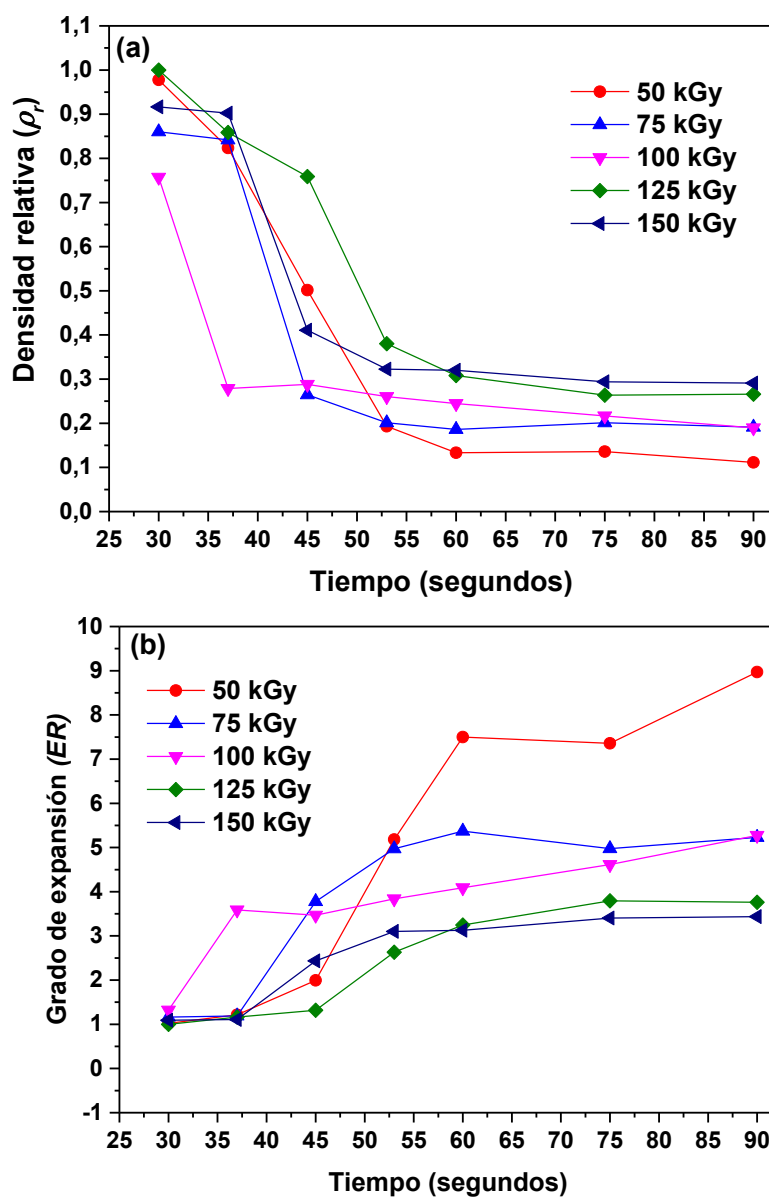 (a)
Densidad relativa (ρr)
1,1
1,0
0,9
0,8
0,7
0,6
0,5
0,4
0,3
0,2
0,1
0,0
50 kGy
75 kGy
100 kGy
125 kGy
150 kGy
25 30 35 40 45 50 55 60 65 70 75 80 85 90
Tiempo (segundos)
(b)
Grado de expansión (ER)
10
9
8
7
6
5
4
3
2
1
0
-1
50 kGy
75 kGy
100 kGy
125 kGy
150 kGy
25 30 35 40 45 50 55 60 65 70 75 80 85 90
Tiempo (segundos)